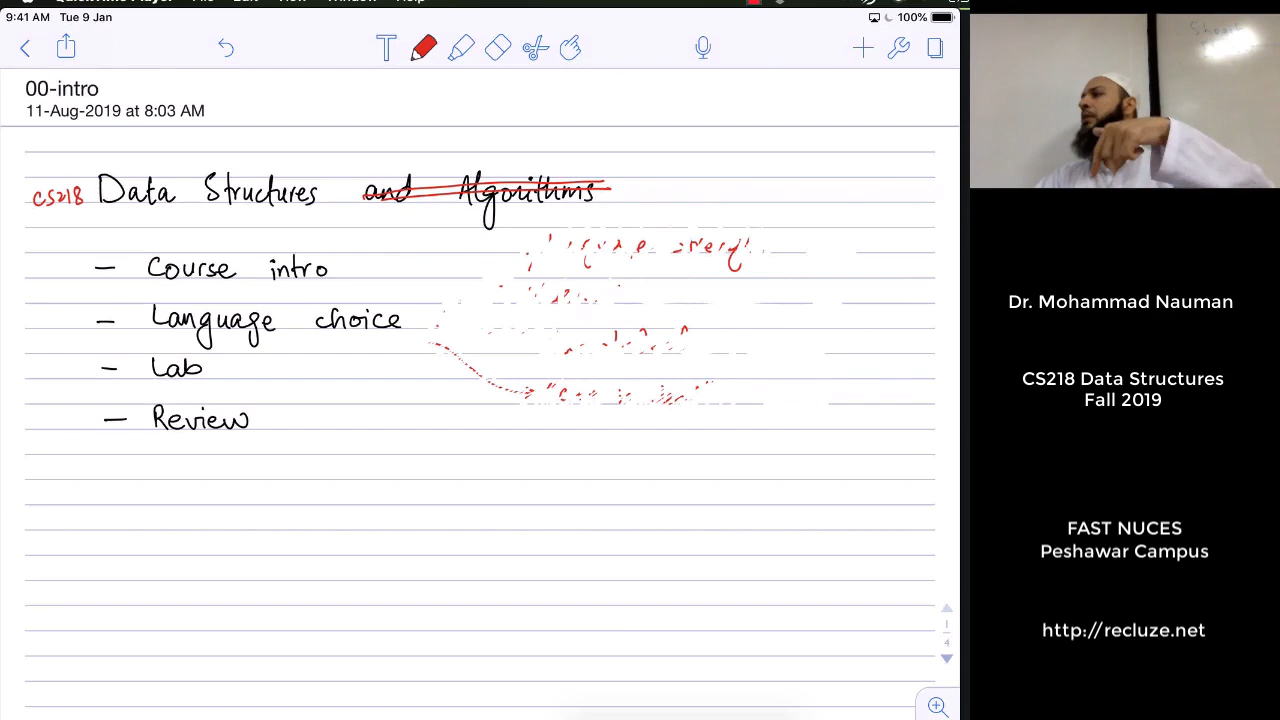 9:41 AM Tue 9 Jan
100%
00-intro
11-Aug-2019 at 8:03 AM
CS218 Data Structures and Algorithms
– Course intro
– Language choice
– Lab
– Review
1
4
Dr. Mohammad Nauman
CS218 Data Structures
Fall 2019
FAST NUCES
Peshawar Campus
http://recluze.net